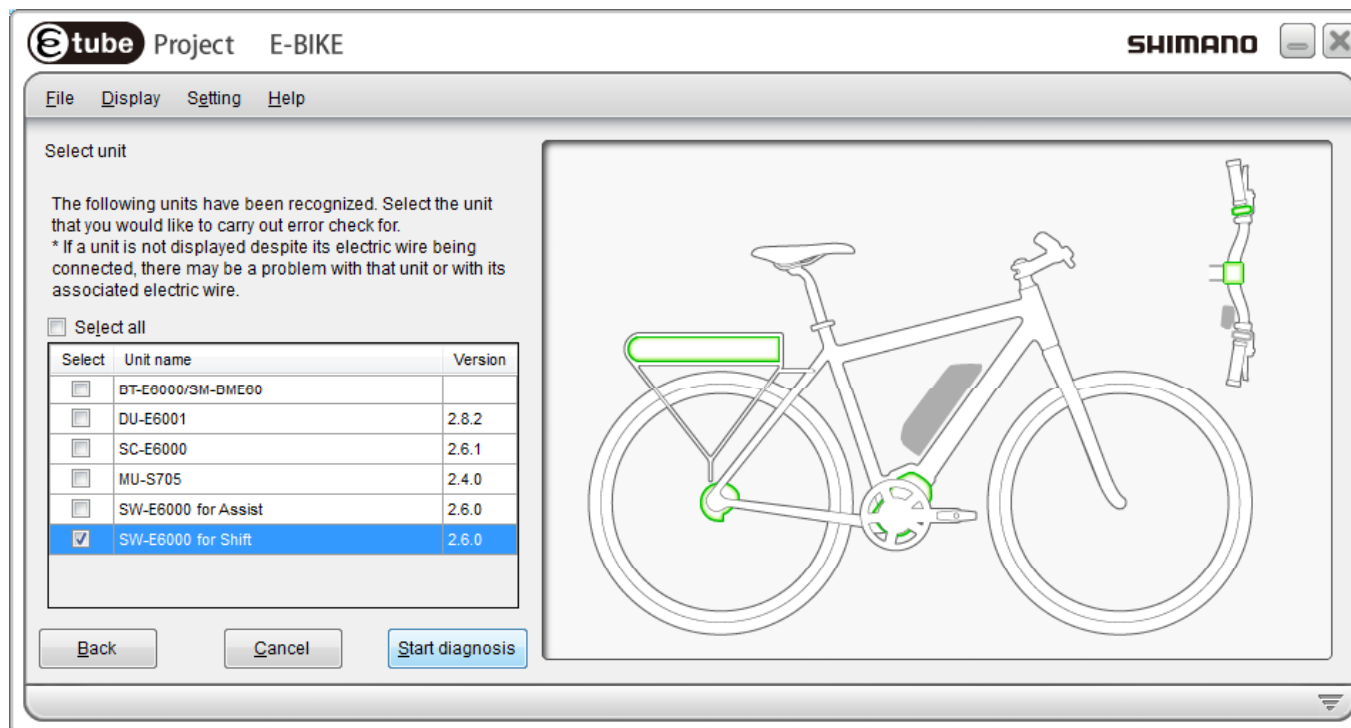 etube Project E-BIKE SHIMANO
File Display Setting Help
Select unit
The following units have been recognized. Select the unit
that you would like to carry out error check for.
* If a unit is not displayed despite its electric wire being
connected, there may be a problem with that unit or with its
associated electric wire.
Select all
Select Unit name Version
BT-E6000/SM-BME60
DU-E6001 2.8.2
SC-E6000 2.6.1
MU-S705 2.4.0
SW-E6000 for Assist 2.6.0
SW-E6000 for Shift 2.6.0
Back Cancel Start diagnosis